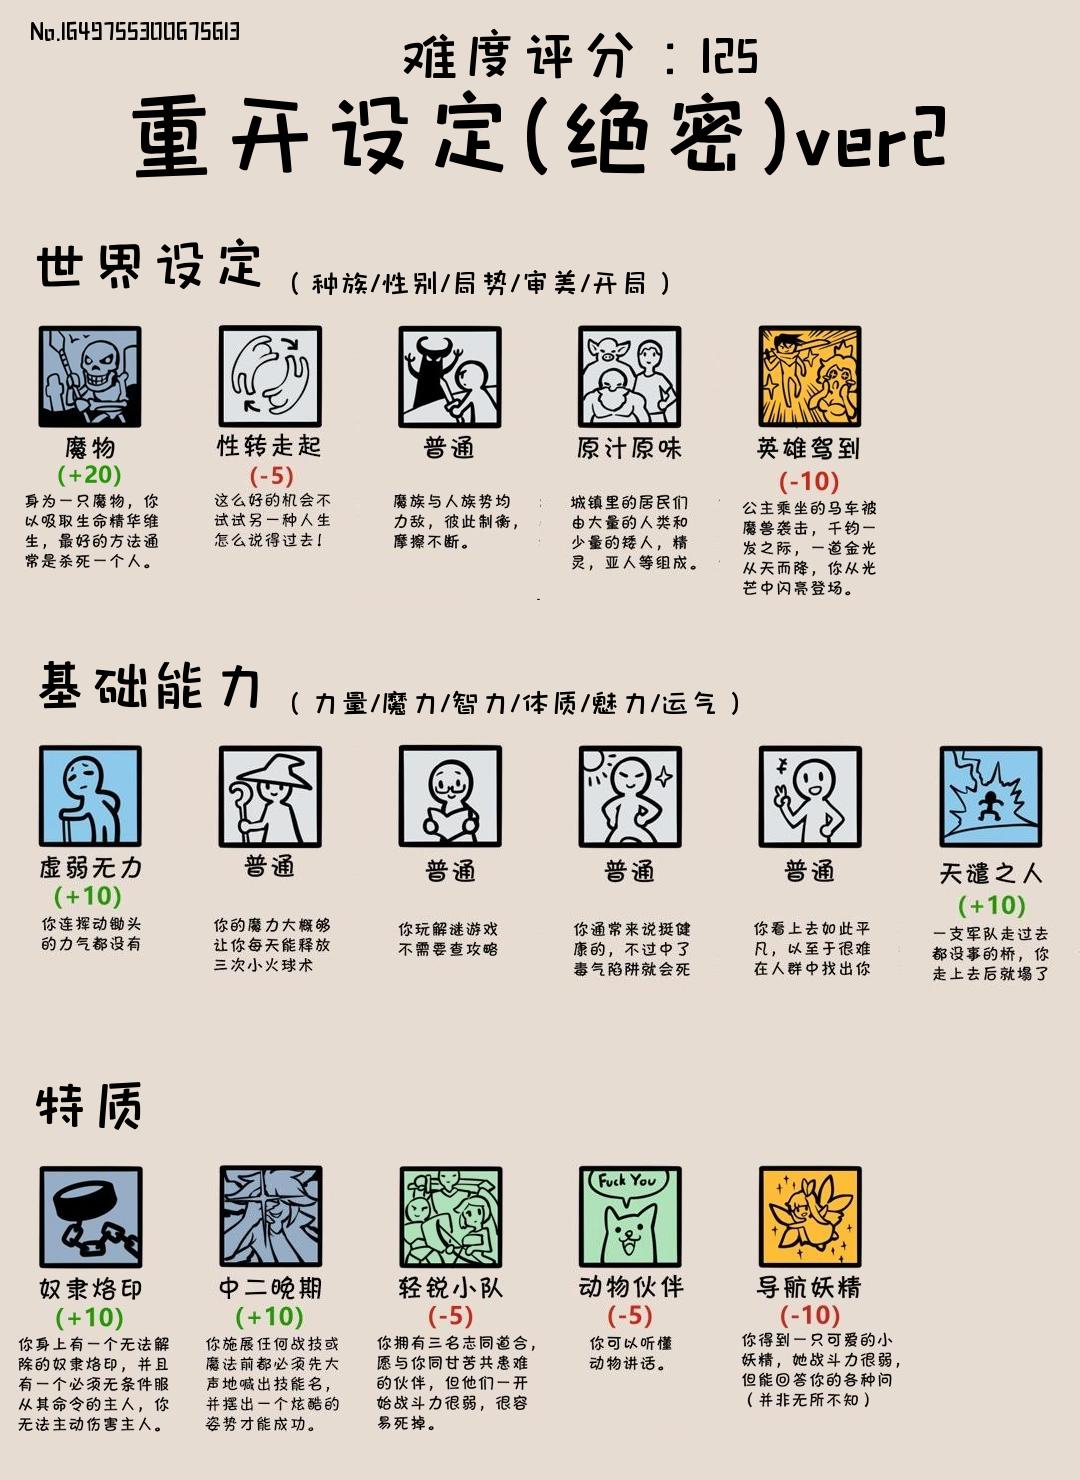 No.1649755300675613
难度评分：125
重开设定(绝密)ver2
世界设定（种族/性别/局势/审美/开局）
魔物
(+20)
身为一只魔物，你
以吸取生命精华维
生，最好的方法通
常是杀死一个人。
性转走起
(-5)
这么好的机会不
试试另一种人生
怎么说得过去！
普通
魔族与人族势均
力敌，彼此制衡，
摩擦不断。
原汁原味
城镇里的居民们
由大量的人类和
少量的矮人，精
灵，亚人等组成。
英雄驾到
(-10)
公主乘坐的马车被
魔兽袭击，千钧一
发之际，一道金光
从天而降，你从光
芒中闪亮登场。
基础能力（力量/魔力/智力/体质/魅力/运气）
虚弱无力
(+10)
你连挥动锄头
的力气都没有
普通
你的魔力大概够
让你每天能释放
三次小火球术
普通
你玩解谜游戏
不需要查攻略
普通
你通常来说挺健
康的，不过中了
毒气陷阱就会死
普通
你看上去如此平
凡，以至于很难
在人群中找出你
天谴之人
(+10)
一支军队走过去
都没事的桥，你
走上去后就塌了
特质
奴隶烙印
(+10)
你身上有一个无法解
除的奴隶烙印，并且
有一个必须无条件服
从其命令的主人，你
无法主动伤害主人。
中二晚期
(+10)
你施展任何战技或
魔法前都必须先大
声地喊出技能名，
并摆出一个炫酷的
姿势才能成功。
轻锐小队
(-5)
你拥有三名志同道合，
愿与你同甘苦共患难
的伙伴，但他们一开
始战斗力很弱，很容
易死掉。
Fuck You
动物伙伴
(-5)
你可以听懂
动物讲话。
导航妖精
(-10)
你得到一只可爱的小
妖精，她战斗力很弱，
但能回答你的各种问
（并非无所不知）